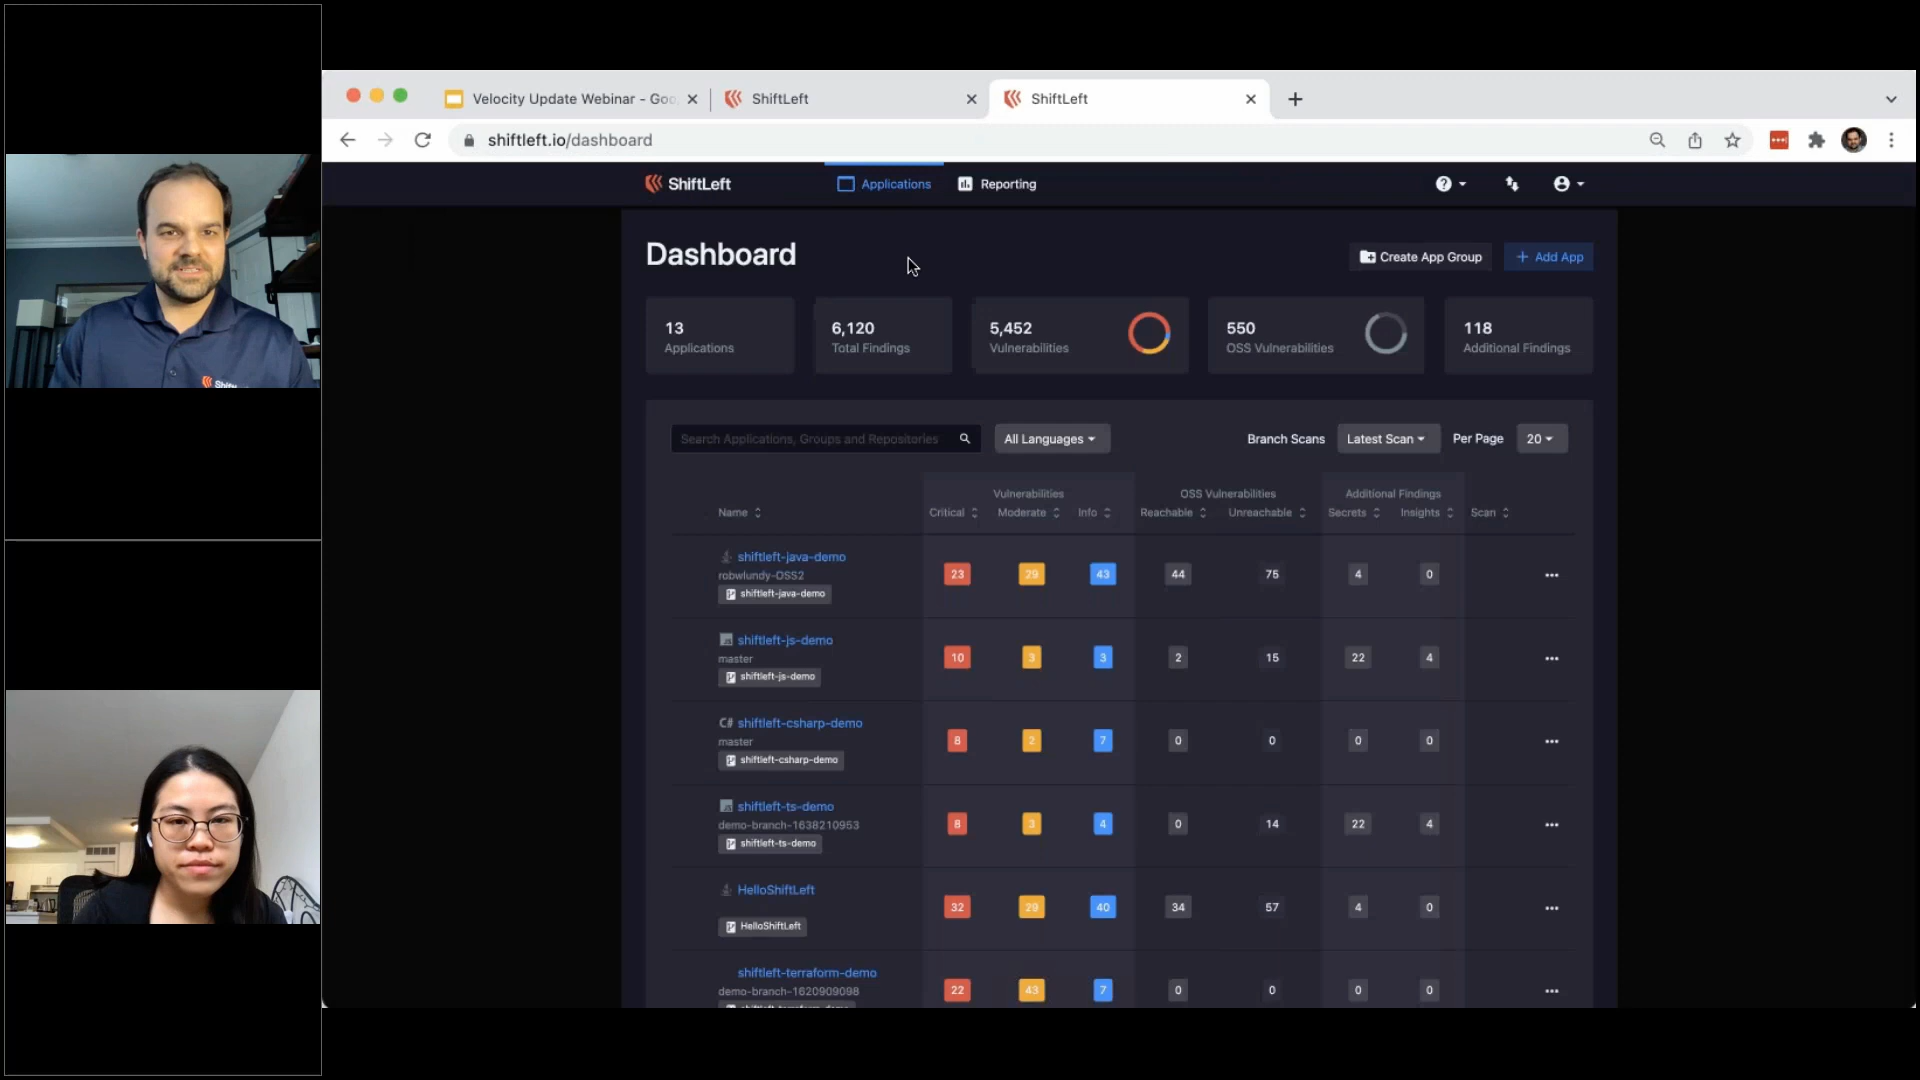 Velocity Update Webinar - Goo
ShiftLeft
ShiftLeft
shiftleft.io/dashboard
ShiftLeft
Applications
Reporting
Dashboard
Create App Group
+ Add App
13
Applications
6,120
Total Findings
5,452
Vulnerabilities
550
OSS Vulnerabilities
118
Additional Findings
Search Applications, Groups and Repositories
All Languages
Branch Scans
Latest Scan
Per Page
20
Vulnerabilities
OSS Vulnerabilities
Additional Findings
Name
Critical
Moderate
Info
Reachable
Unreachable
Secrets
Insights
Scan
shiftleft-java-demo
robwlundy-OSS2
shiftleft-java-demo
23 29 43 44 75 4 0
shiftleft-js-demo
master
shiftleft-js-demo
10 3 3 2 15 22 4
C# shiftleft-csharp-demo
master
shiftleft-csharp-demo
8 2 7 0 0 0 0
shiftleft-ts-demo
demo-branch-1638210953
shiftleft-ts-demo
8 3 4 0 14 22 4
HelloShiftLeft
HelloShiftLeft
32 29 40 34 57 4 0
shiftleft-terraform-demo
demo-branch-1620909098
22 43 7 0 0 0 0